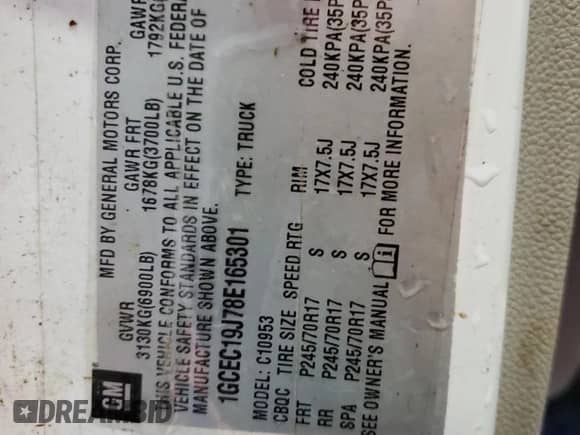 GM
MFD BY GENERAL MOTORS CORP.
GVWR GAWR FRT GAWR
3130KG(6900LB) 1678KG(3700LB) 1792KG(
THIS VEHICLE CONFORMS TO ALL APPLICABLE U.S. FEDERA
VEHICLE SAFETY STANDARDS IN EFFECT ON THE DATE OF
MANUFACTURE SHOWN ABOVE.
1GCEC19J78E165301 TYPE: TRUCK
MODEL: C10953
CBOC TIRE SIZE SPEED RTG RIM COLD TIRE
FRT P245/70R17 S 17X7.5J 240KPA(35P
RR P245/70R17 S 17X7.5J 240KPA(35P
SPA P245/70R17 S 17X7.5J 240KPA(35P
SEE OWNER'S MANUAL i FOR MORE INFORMATION.
DREAMBID